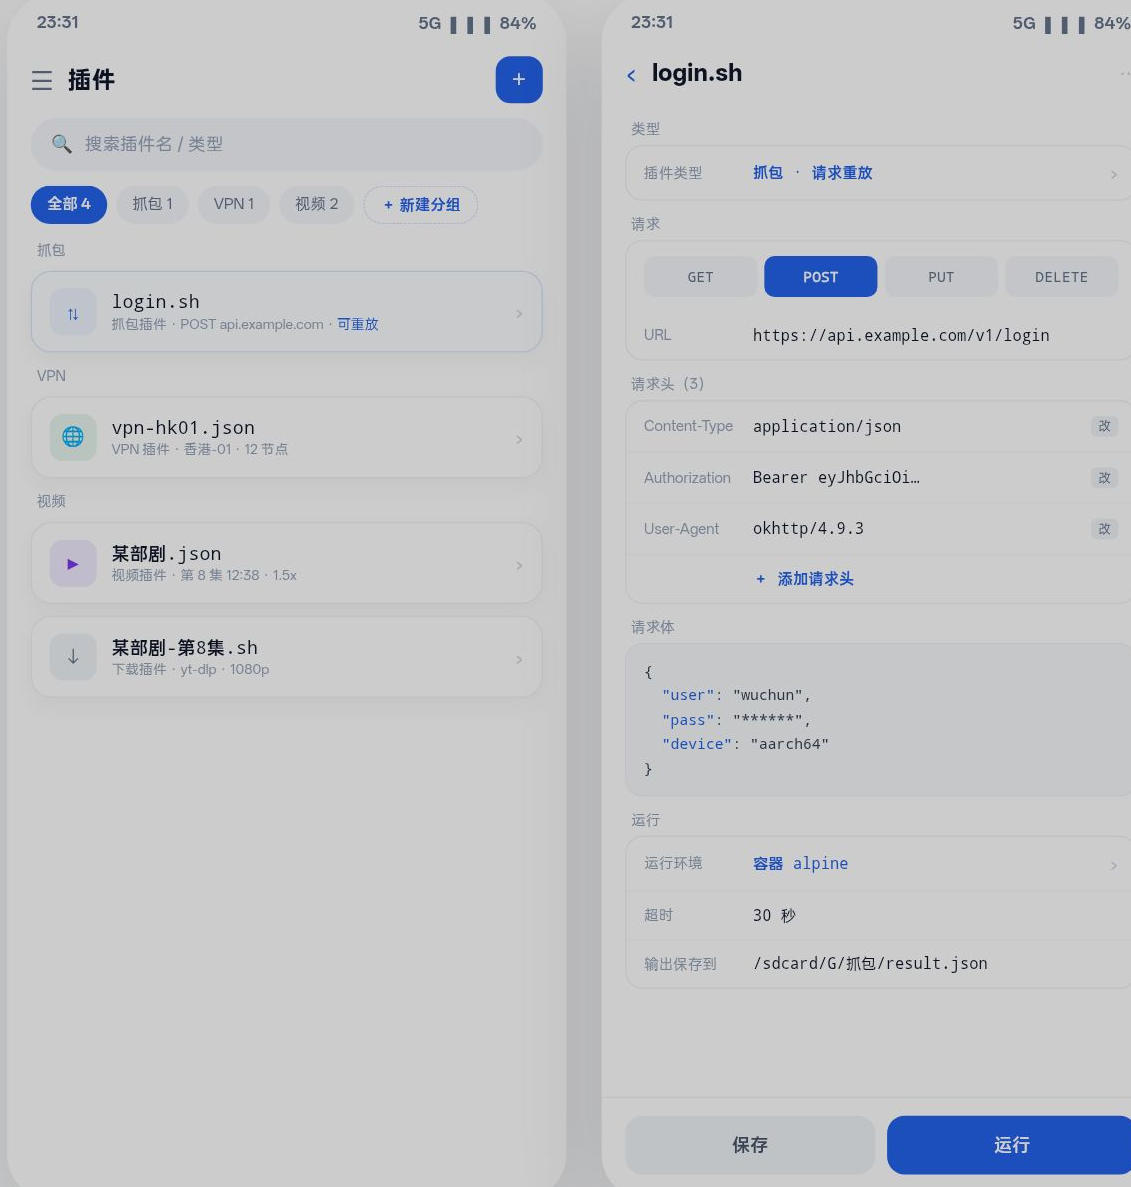 23:31
5G 84%
插件
+
搜索插件名 / 类型
全部 4
抓包 1
VPN 1
视频 2
+ 新建分组
抓包
login.sh
抓包插件 · POST api.example.com · 可重放
VPN
vpn-hk01.json
VPN 插件 · 香港-01 · 12 节点
视频
某部剧.json
视频插件 · 第 8 集 12:38 · 1.5x
某部剧-第8集.sh
下载插件 · yt-dlp · 1080p
23:31
5G 84%
login.sh
类型
插件类型 抓包 · 请求重放
请求
GET POST PUT DELETE
URL https://api.example.com/v1/login
请求头 (3)
Content-Type application/json 改
Authorization Bearer eyJhbGciOi… 改
User-Agent okhttp/4.9.3 改
+ 添加请求头
请求体
{
"user": "wuchun",
"pass": "******",
"device": "aarch64"
}
运行
运行环境 容器 alpine
超时 30 秒
输出保存到 /sdcard/G/抓包/result.json
保存 运行